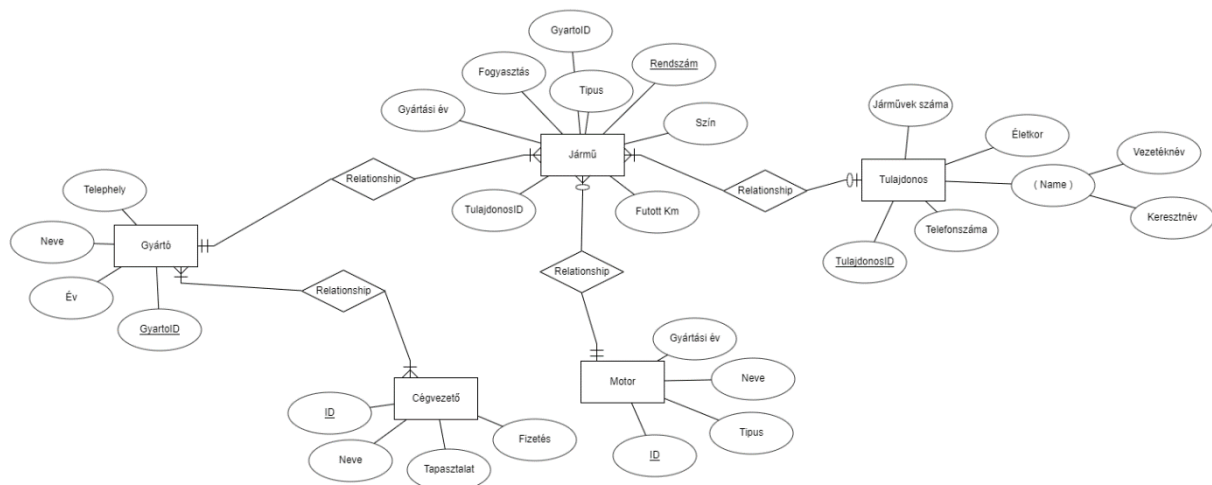 GyartoID
Fogyasztás
Rendszám
Tipus
Gyártási év
Szín
Jármű
TulajdonosID
Futott Km
Relationship
Relationship
Járművek száma
Életkor
Vezetéknév
Tulajdonos
( Name )
Keresztnév
Telefonszáma
TulajdonosID
Telephely
Neve
Gyártó
Év
GyartoID
Relationship
Relationship
Cégvezető
ID
Neve
Tapasztalat
Fizetés
Gyártási év
Motor
Neve
Tipus
ID